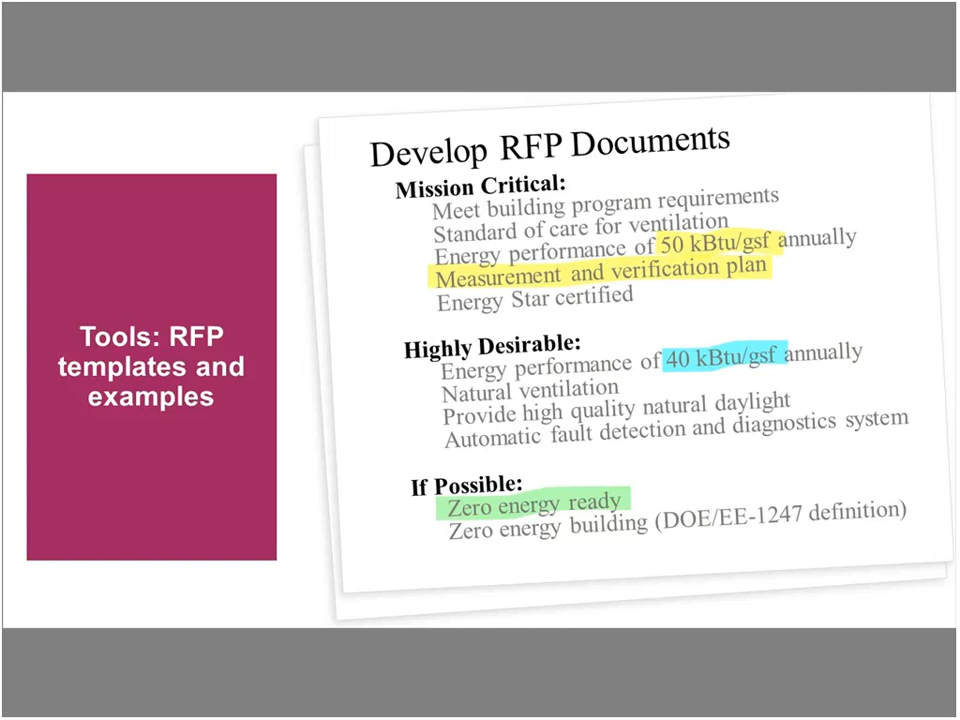 Tools: RFP
templates and
examples
Develop RFP Documents
Mission Critical:
Meet building program requirements
Standard of care for ventilation
Energy performance of 50 kBtu/gsf annually
Measurement and verification plan
Energy Star certified
Highly Desirable:
Energy performance of 40 kBtu/gsf annually
Natural ventilation
Provide high quality natural daylight
Automatic fault detection and diagnostics system
If Possible:
Zero energy ready
Zero energy building (DOE/EE-1247 definition)